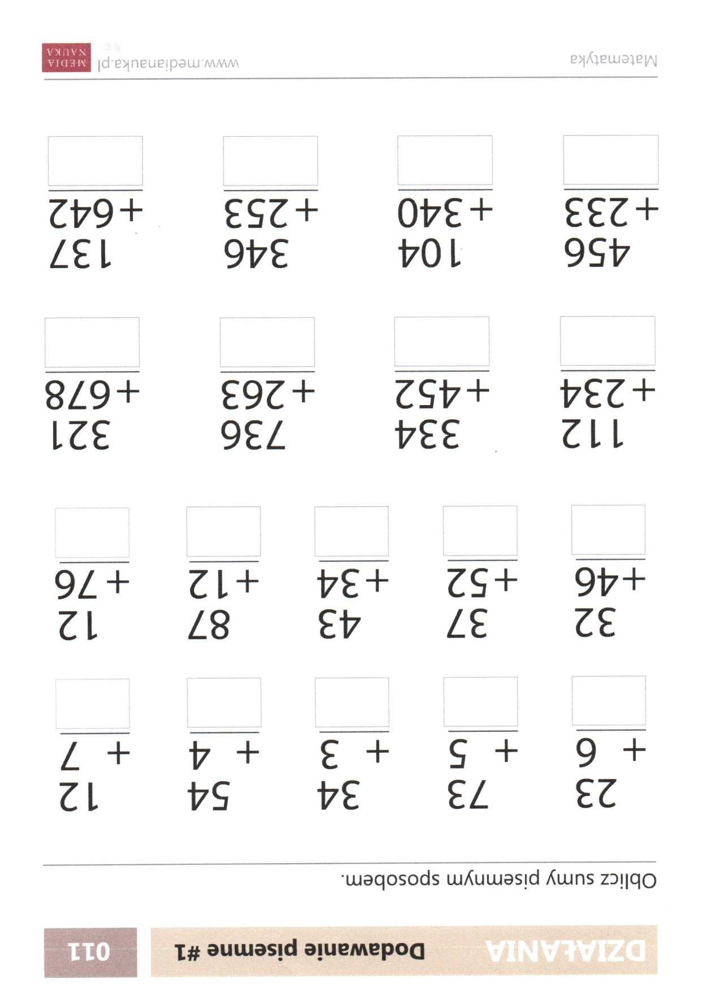 DZIAŁANIA Dodawanie pisemne #1 011
Oblicz sumy pisemnym sposobem.
23 73 34 54 12
+ 6 + 5 + 3 + 4 + 7
32 37 43 87 12
+46 +52 +34 +12 +76
112 334 736 321
+234 +452 +263 +678
456 104 346 137
+233 +340 +253 +642
Matematyka www.medianauka.pl MEDIA
NAUKA